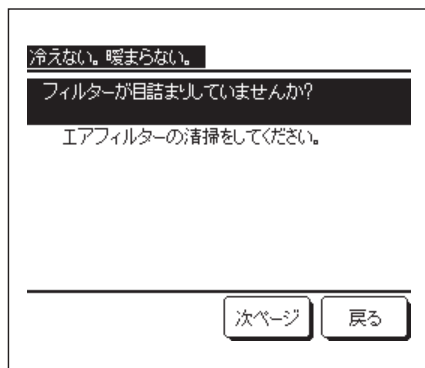 冷えない。暖まらない。
フィルターが目詰まりしていませんか?
エアフィルターの清掃をしてください。
次ページ 戻る